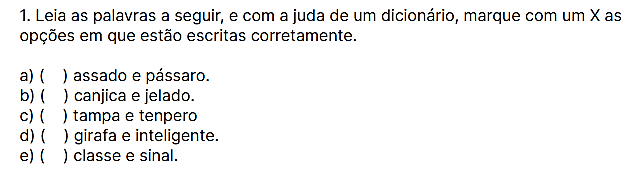 1. Leia as palavras a seguir, e com a juda de um dicionário, marque com um X as
opções em que estão escritas corretamente.
a) (   ) assado e pássaro.
b) (   ) canjica e jelado.
c) (   ) tampa e tenpero
d) (   ) girafa e inteligente.
e) (   ) classe e sinal.